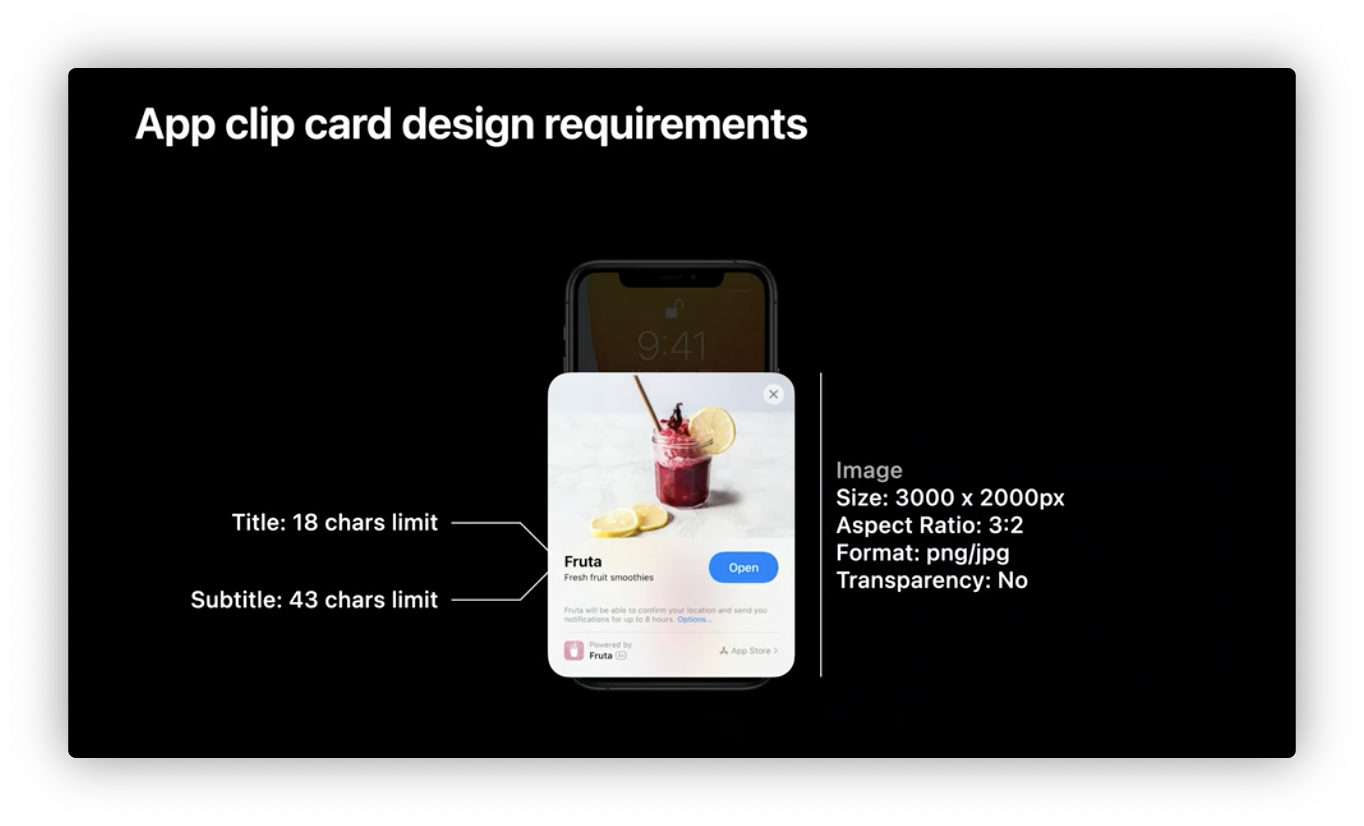 App clip card design requirements
9:41
Title: 18 chars limit
Subtitle: 43 chars limit
Fruta
Fresh fruit smoothies
Open
Fruta will be able to confirm your location and send you
notifications for up to 8 hours. Options...
Powered by
Fruta 4+
App Store >
Image
Size: 3000 x 2000px
Aspect Ratio: 3:2
Format: png/jpg
Transparency: No